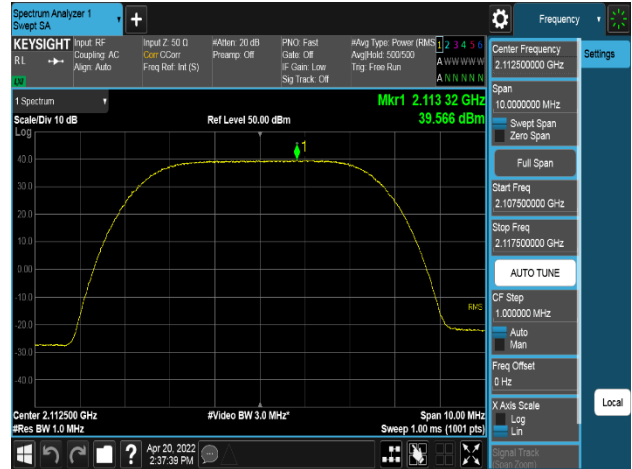 Spectrum Analyzer 1
Swept SA
+
Frequency
KEYSIGHT Input: RF Input Z: 50 Ω #Atten: 20 dB PNO: Fast #Avg Type: Power (RMS 1 2 3 4 5 6
RL Coupling: AC Corr CCorr Preamp: Off Gate: Off Avg|Hold: 500/500 A W W W W W
Align: Auto Freq Ref: Int (S) IF Gain: Low Trig: Free Run
Sig Track: Off A N N N N N
1 Spectrum
Mkr1 2.113 32 GHz
Scale/Div 10 dB Ref Level 50.00 dBm 39.566 dBm
Log
1
40.0
30.0
20.0
10.0
0.00
-10.0
RMS
-20.0
-30.0
-40.0
Center 2.112500 GHz #Video BW 3.0 MHz* Span 10.00 MHz
#Res BW 1.0 MHz Sweep 1.00 ms (1001 pts)
Apr 20, 2022
2:37:39 PM
?
Center Frequency
2.112500000 GHz
Settings
Span
10.0000000 MHz
Swept Span
Zero Span
Full Span
Start Freq
2.107500000 GHz
Stop Freq
2.117500000 GHz
AUTO TUNE
CF Step
1.000000 MHz
Auto
Man
Freq Offset
0 Hz
X Axis Scale
Log
Lin
Local
Signal Track
(Span Zoom)